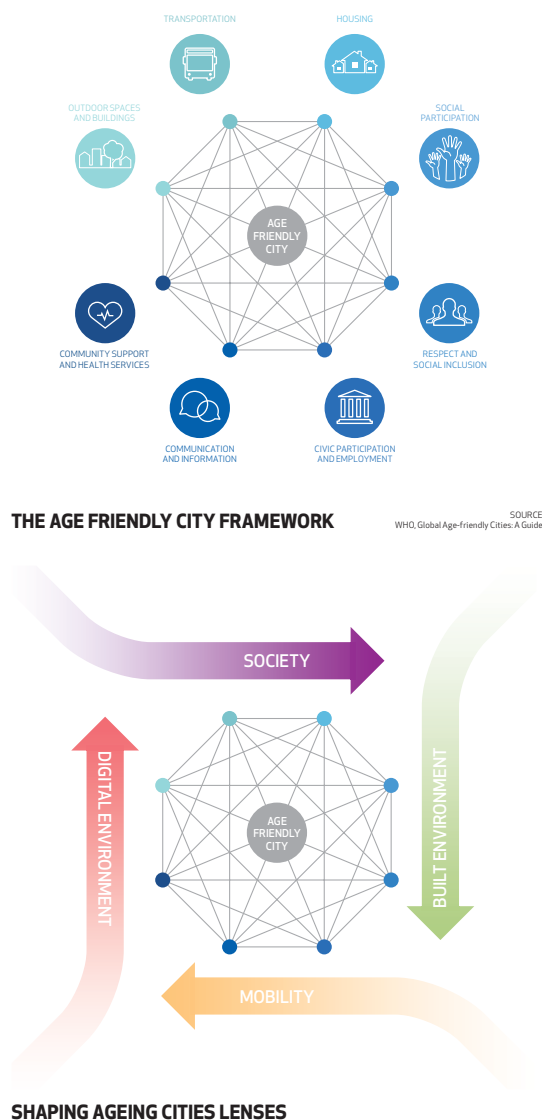 TRANSPORTATION
HOUSING
OUTDOOR SPACES
AND BUILDINGS
SOCIAL
PARTICIPATION
AGE
FRIENDLY
CITY
COMMUNITY SUPPORT
AND HEALTH SERVICES
RESPECT AND
SOCIAL INCLUSION
COMMUNICATION
AND INFORMATION
CIVIC PARTICIPATION
AND EMPLOYMENT
THE AGE FRIENDLY CITY FRAMEWORK
SOURCE
WHO, Global Age-friendly Cities: A Guide
SOCIETY
DIGITAL ENVIRONMENT
BUILT ENVIRONMENT
AGE
FRIENDLY
CITY
MOBILITY
SHAPING AGEING CITIES LENSES